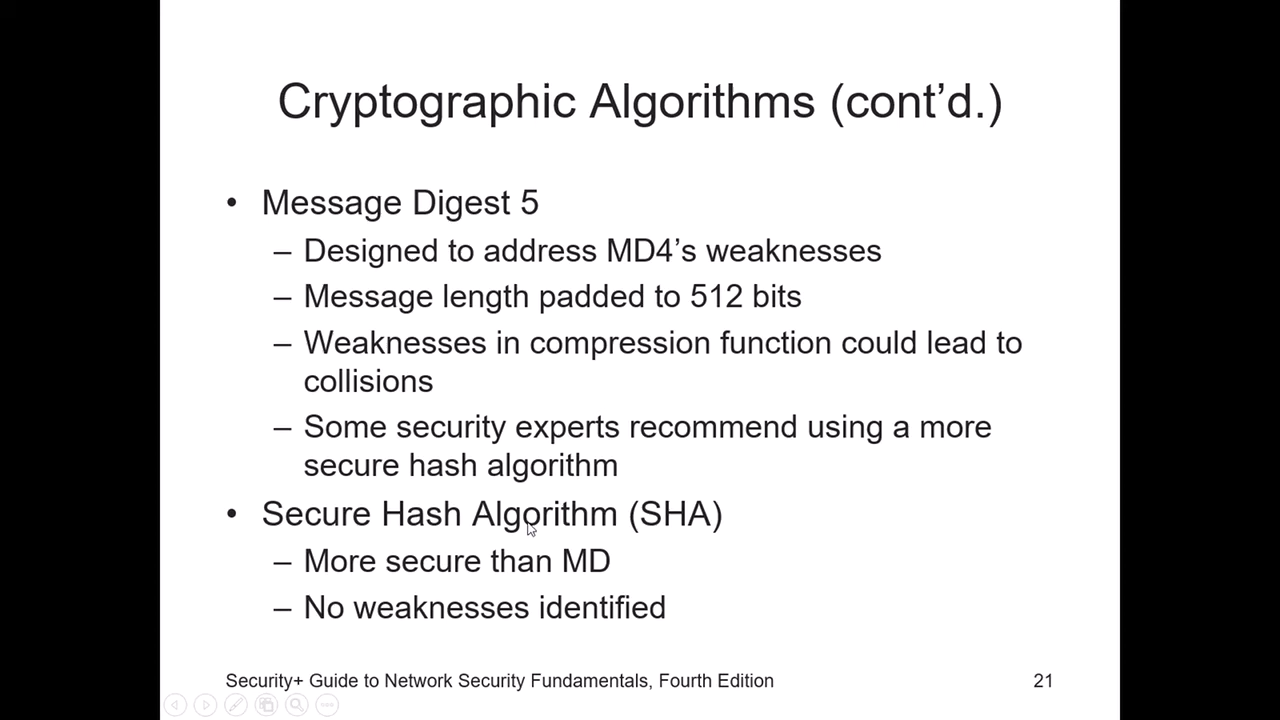 Cryptographic Algorithms (cont’d.)
• Message Digest 5
– Designed to address MD4’s weaknesses
– Message length padded to 512 bits
– Weaknesses in compression function could lead to
collisions
– Some security experts recommend using a more
secure hash algorithm
• Secure Hash Algorithm (SHA)
– More secure than MD
– No weaknesses identified
Security+ Guide to Network Security Fundamentals, Fourth Edition 21